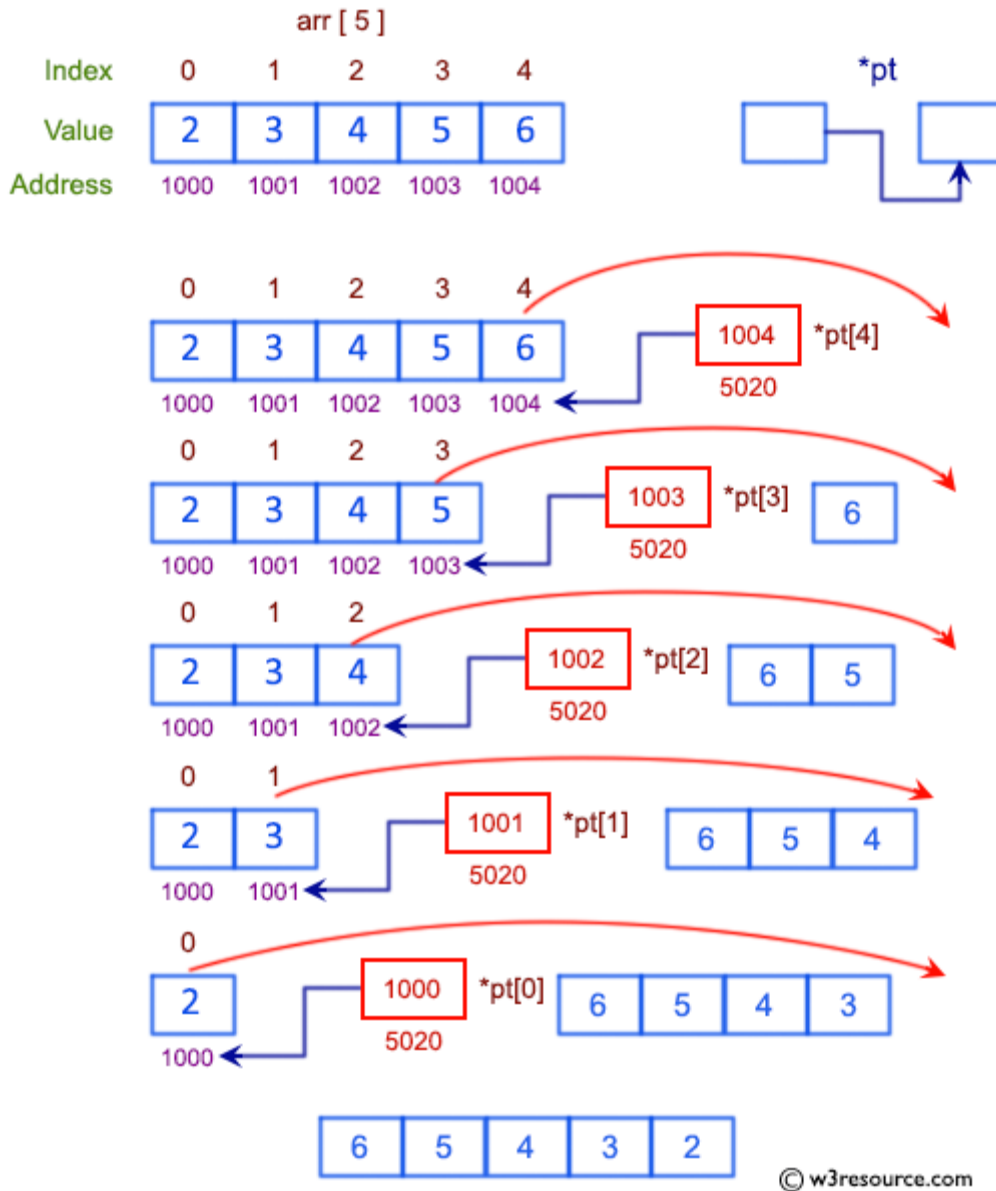 arr [ 5 ]
Index 0 1 2 3 4 *pt
Value 2 3 4 5 6
Address 1000 1001 1002 1003 1004
0 1 2 3 4
2 3 4 5 6 1004 *pt[4]
1000 1001 1002 1003 1004 5020
0 1 2 3
2 3 4 5 1003 *pt[3] 6
1000 1001 1002 1003 5020
0 1 2
2 3 4 1002 *pt[2] 6 5
1000 1001 1002 5020
0 1
2 3 1001 *pt[1] 6 5 4
1000 1001 5020
0
2 1000 *pt[0] 6 5 4 3
1000 5020
6 5 4 3 2
© w3resource.com